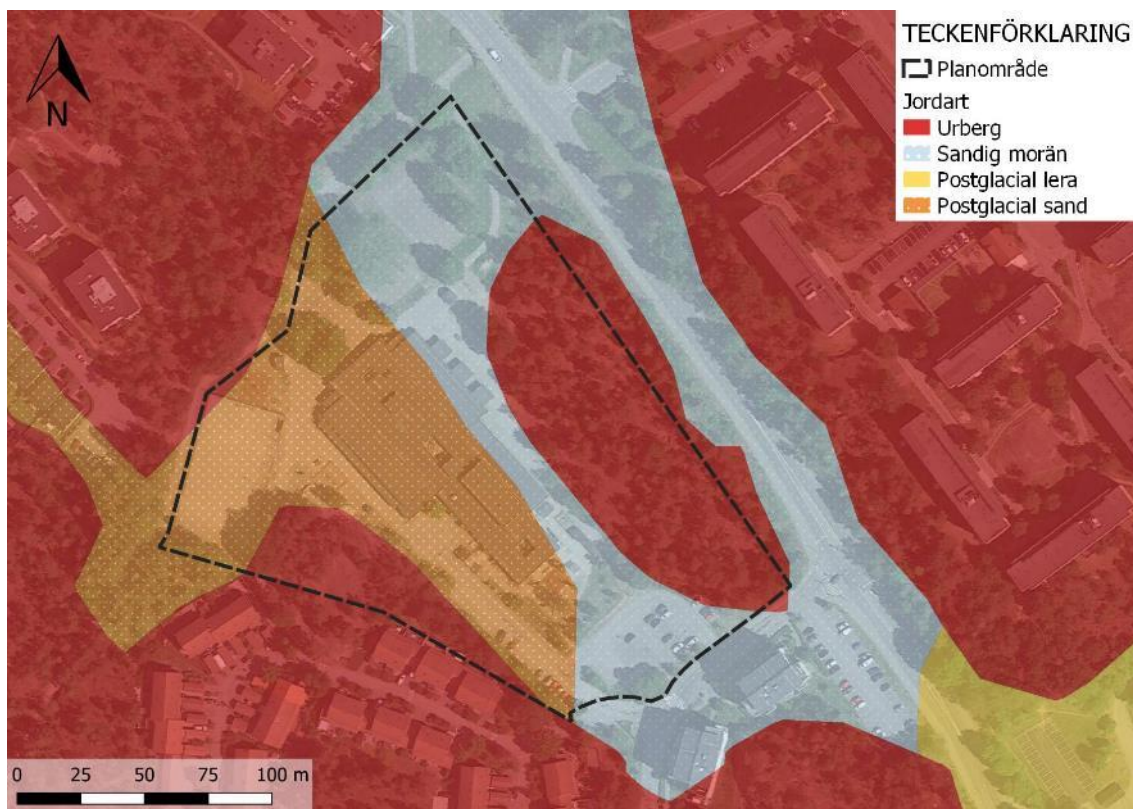 N
TECKENFÖRKLARING
Planområde
Jordart
Urberg
Sandig morän
Postglacial lera
Postglacial sand
0 25 50 75 100 m